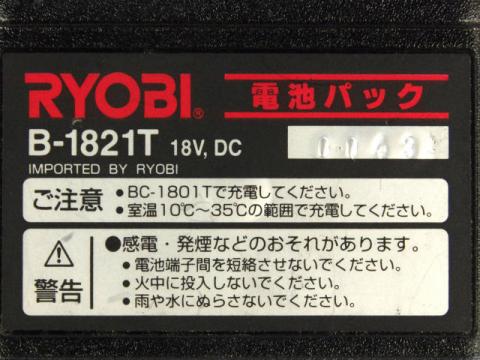 RYOBI® 電池パック
B-1821T 18V, DC
IMPORTED BY RYOBI
ご注意
•BC-1801Tで充電してください。
•室温10℃〜35℃の範囲で充電してください。
警告
●感電・発煙などのおそれがあります。
•電池端子間を短絡させないでください。
•火中に投入しないでください。
•雨や水にぬらさないでください。